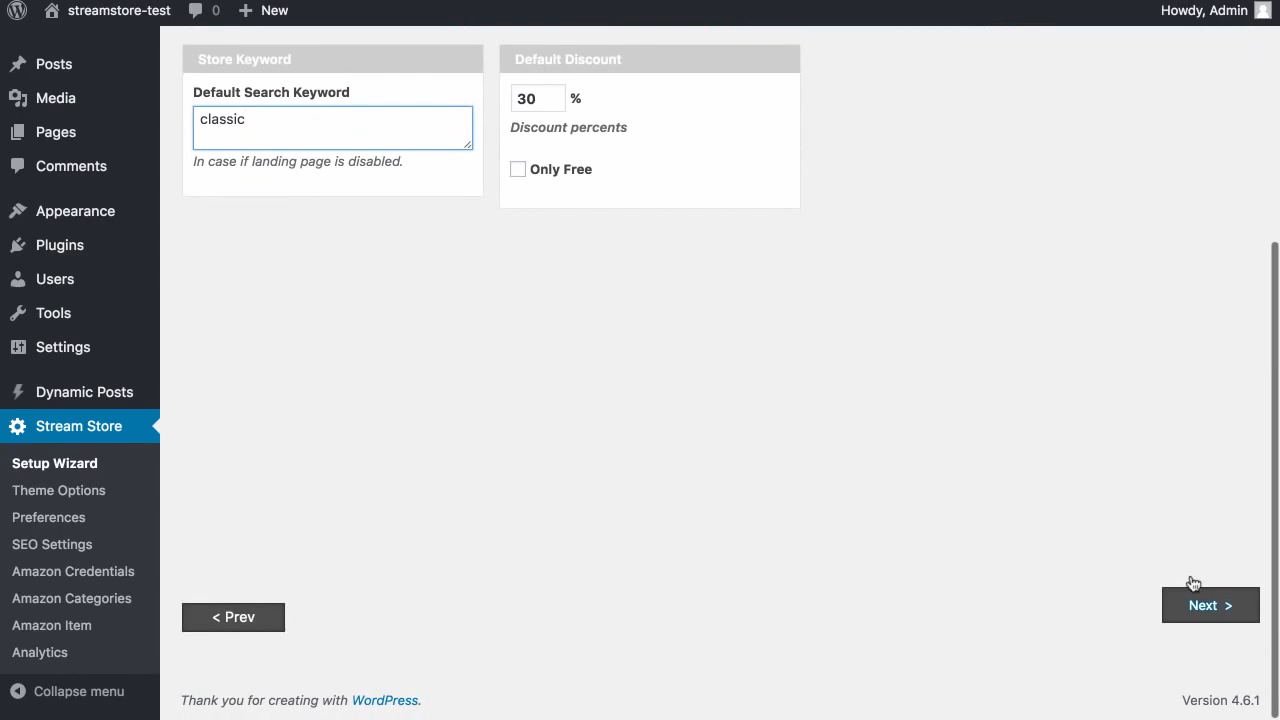 streamstore-test 0 + New Howdy, Admin
Posts
Media
Pages
Comments
Appearance
Plugins
Users
Tools
Settings
Dynamic Posts
Stream Store
Setup Wizard
Theme Options
Preferences
SEO Settings
Amazon Credentials
Amazon Categories
Amazon Item
Analytics
Collapse menu
Store Keyword
Default Search Keyword
classic
In case if landing page is disabled.
Default Discount
30 %
Discount percents
Only Free
< Prev
Next >
Thank you for creating with WordPress.
Version 4.6.1